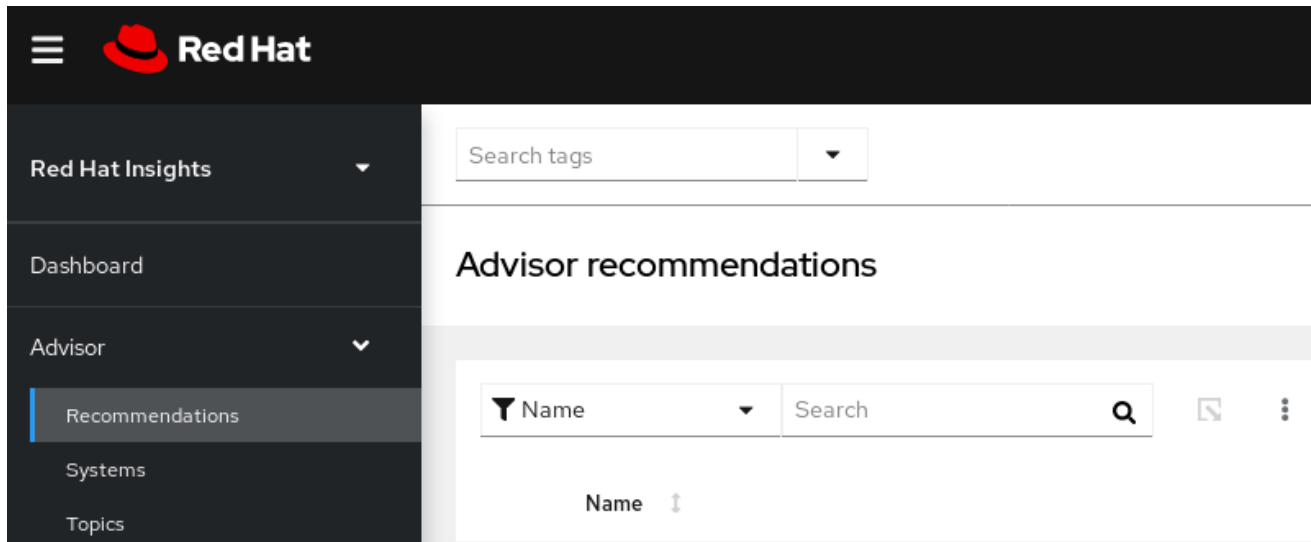 Red Hat
Red Hat Insights
Search tags
Dashboard
Advisor recommendations
Advisor
Recommendations
Name
Search
Systems
Name
Topics